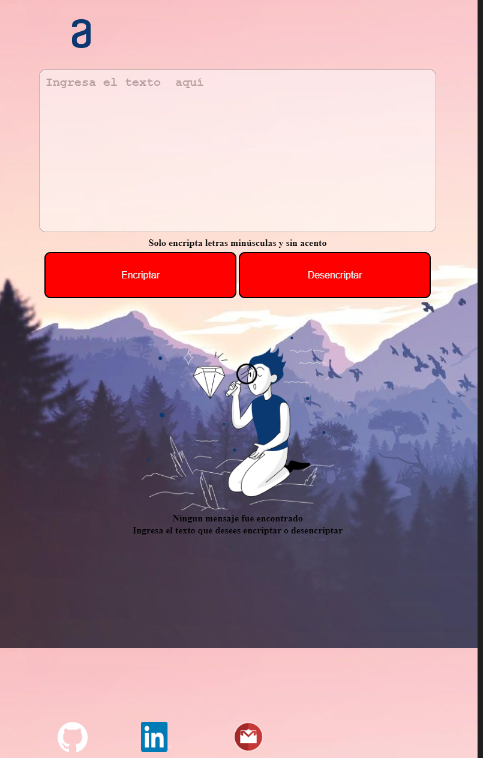 a
Ingresa el texto aquí
Solo encripta letras minúsculas y sin acento
Encriptar
Desencriptar
Ningun mensaje fue encontrado
Ingresa el texto que desees encriptar o desencriptar
in